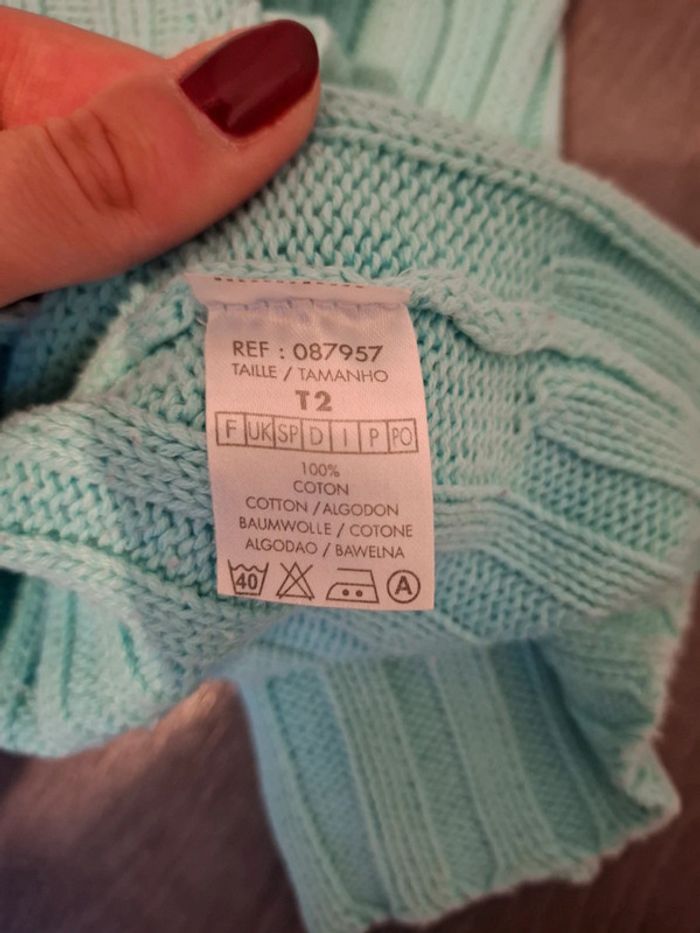 REF : 087957
TAILLE / TAMANHO
T2
F UK SP D I P PO
100%
COTON
COTTON / ALGODON
BAUMWOLLE / COTONE
ALGODAO / BAWELNA
40 A